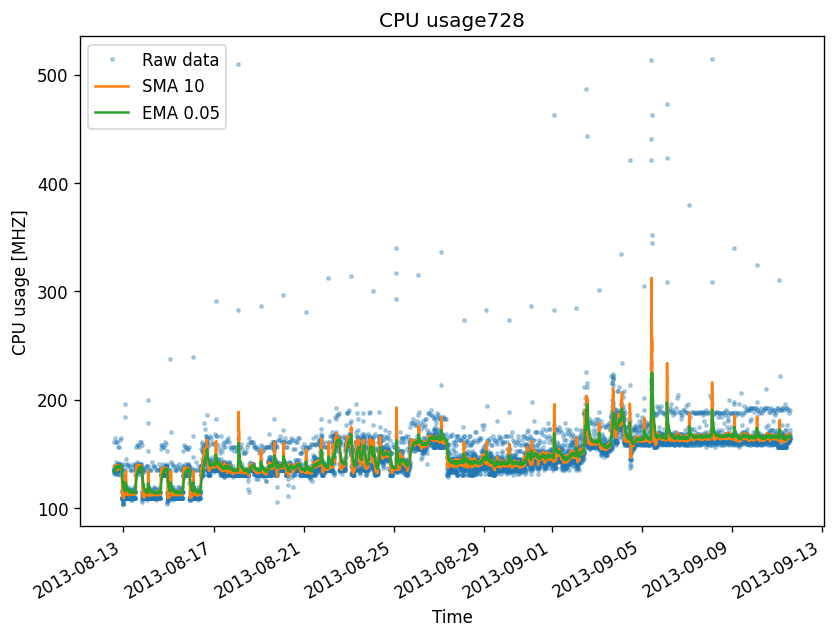 CPU usage728
Raw data
SMA 10
EMA 0.05
CPU usage [MHZ]
500
400
300
200
100
2013-08-13
2013-08-17
2013-08-21
2013-08-25
2013-08-29
2013-09-01
2013-09-05
2013-09-09
2013-09-13
Time